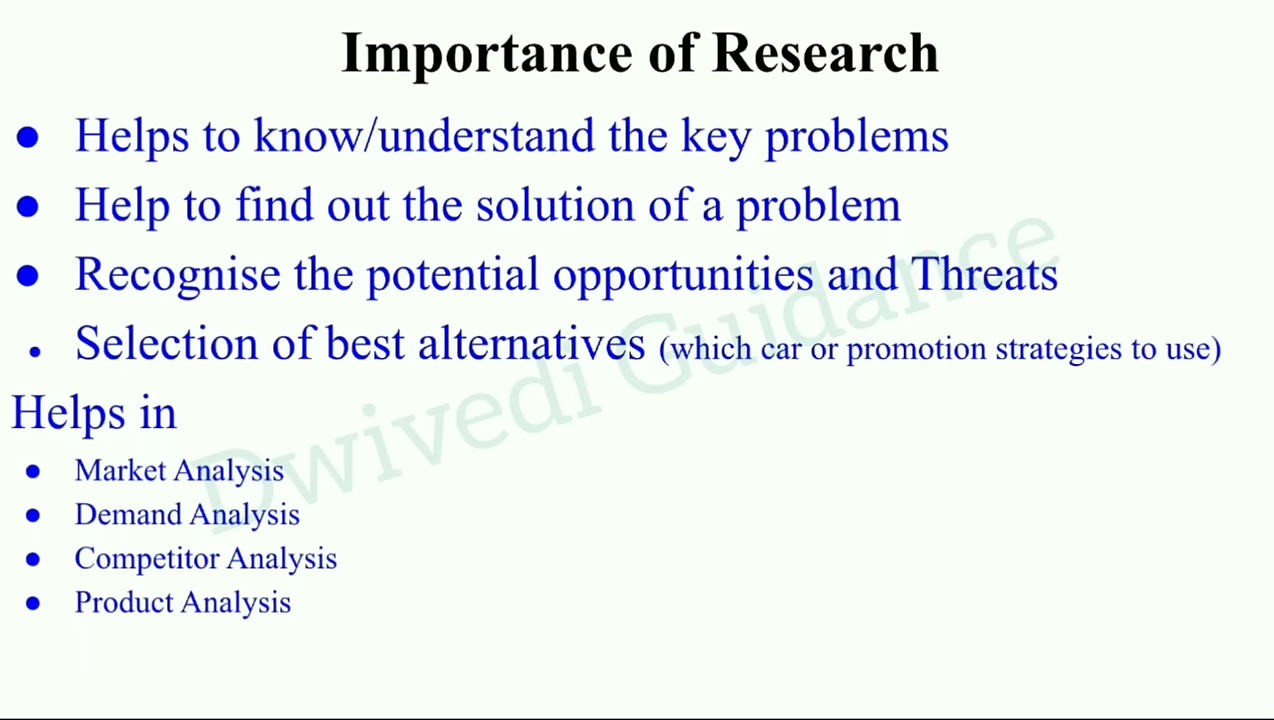 Importance of Research
● Helps to know/understand the key problems
● Help to find out the solution of a problem
● Recognise the potential opportunities and Threats
● Selection of best alternatives (which car or promotion strategies to use)
Helps in
● Market Analysis
● Demand Analysis
● Competitor Analysis
● Product Analysis
Dwivedi Guidance